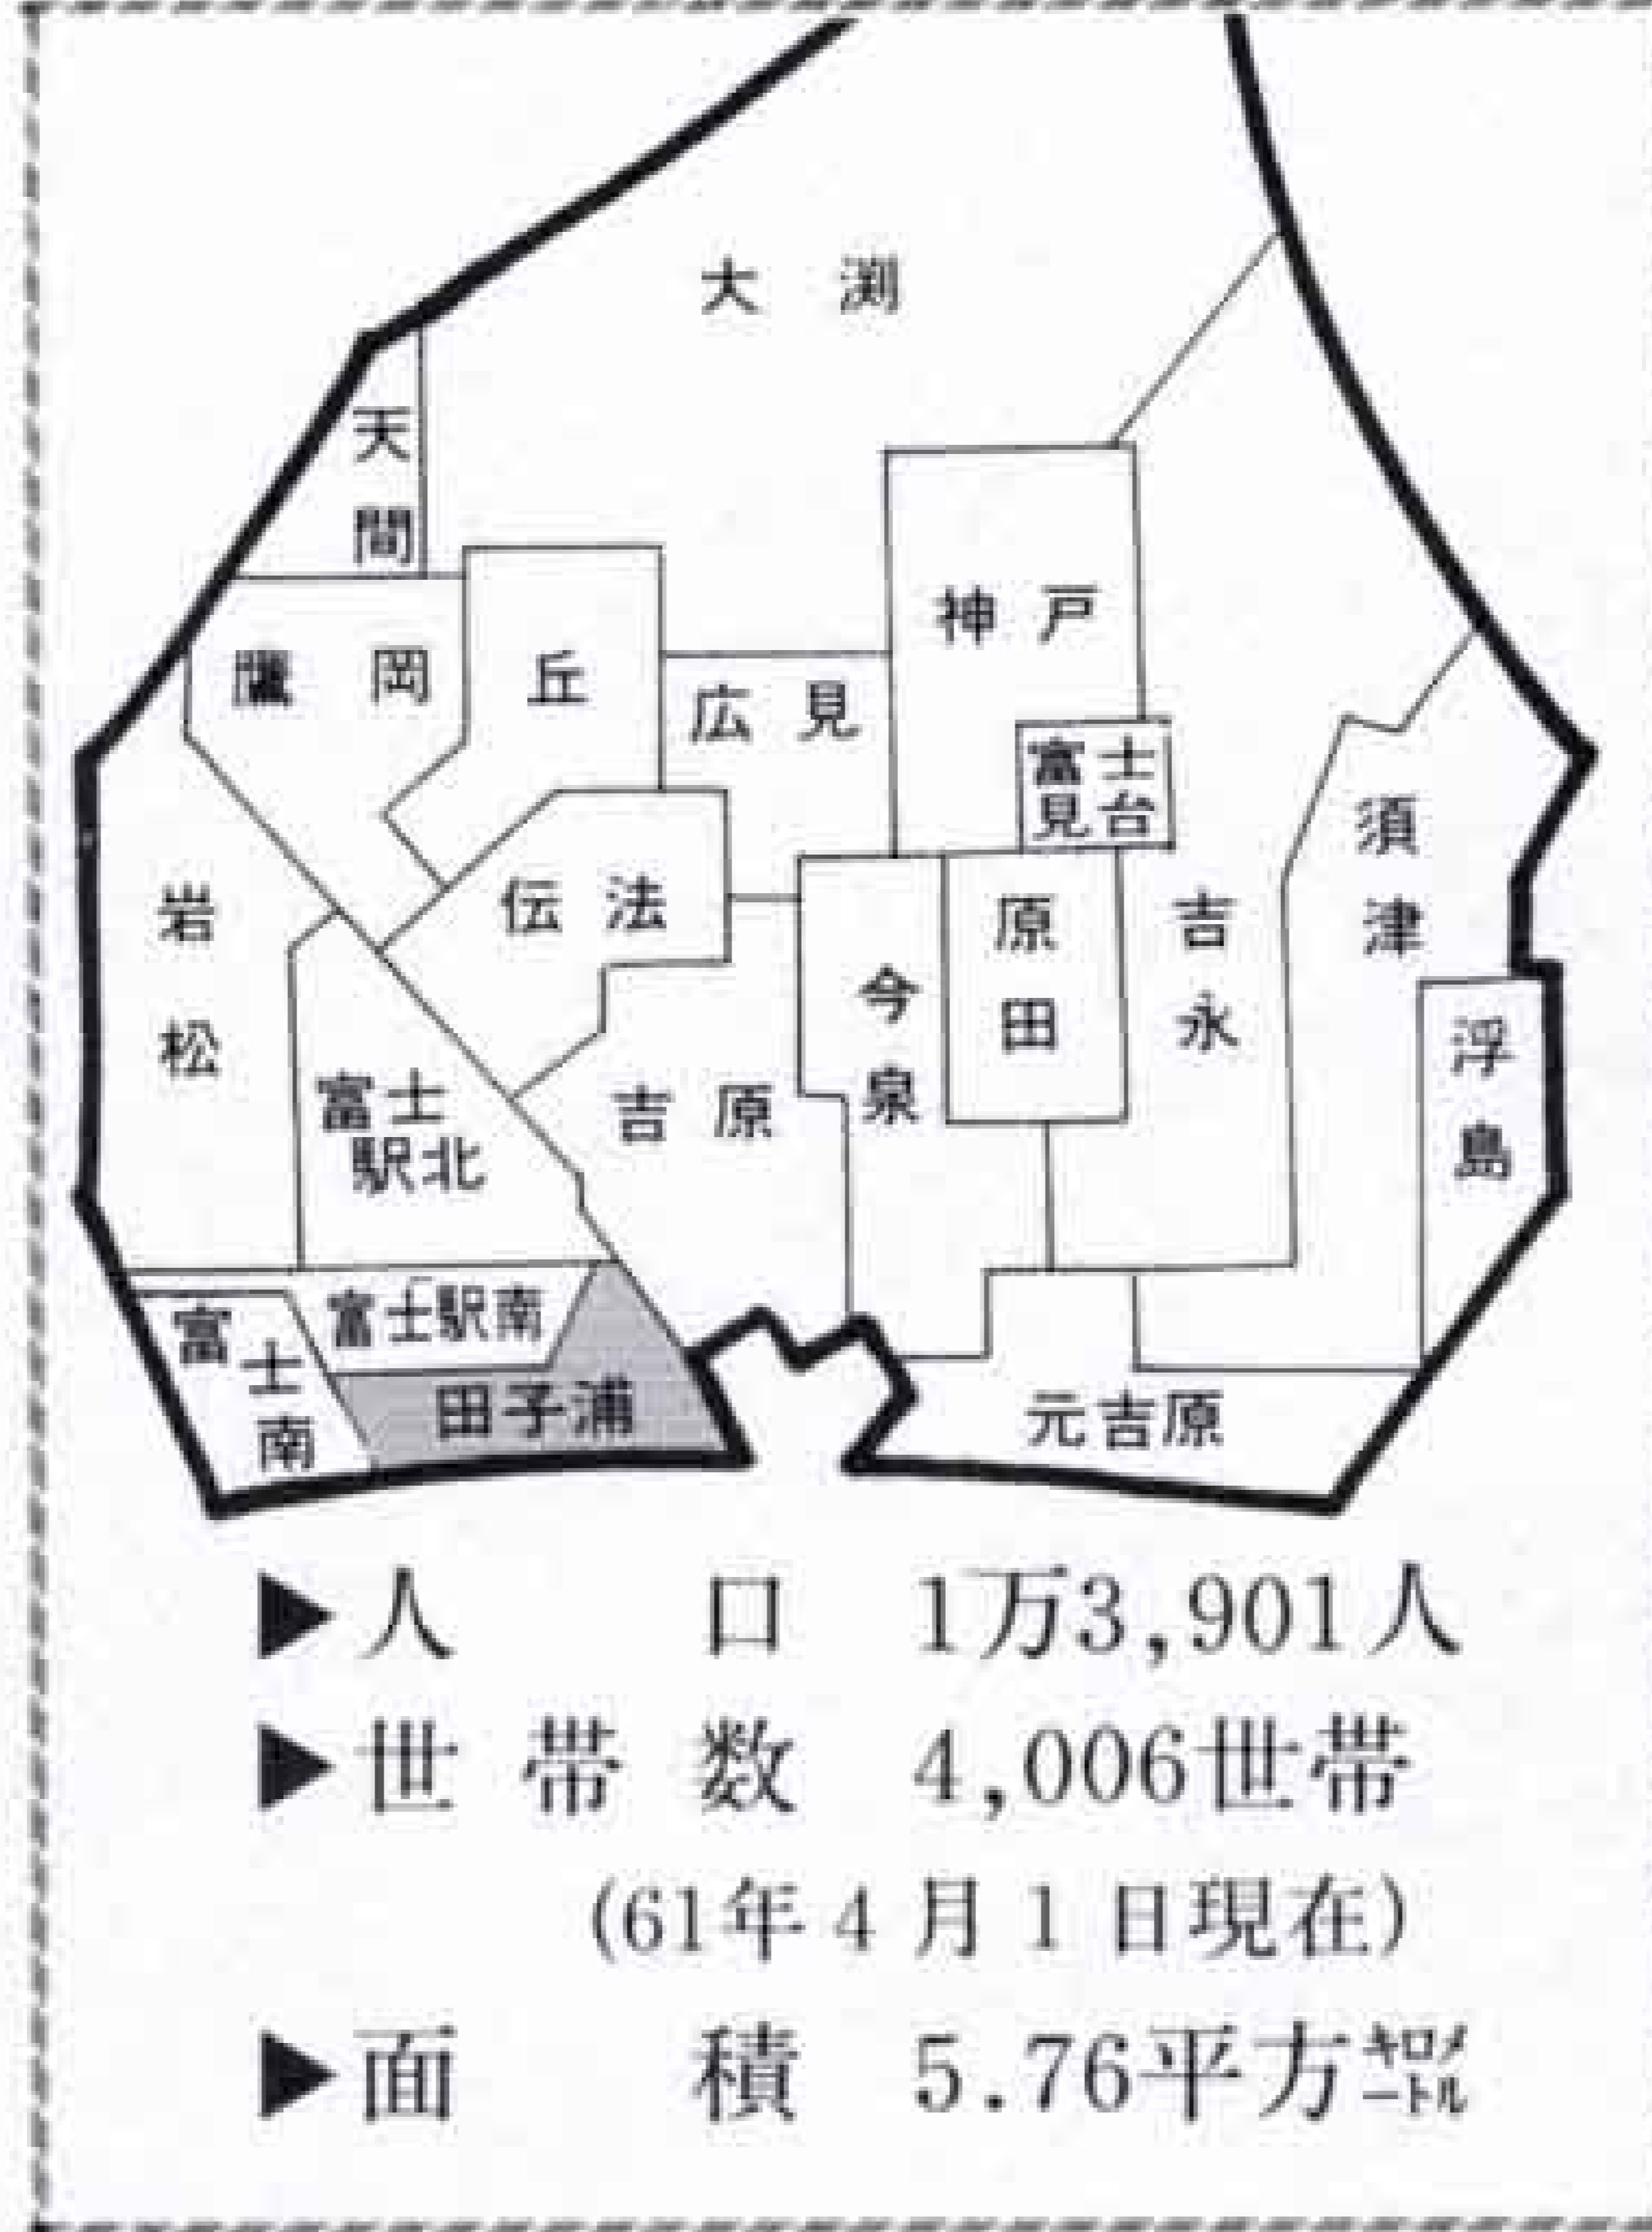 大渕
天間
神戸
鷹岡
丘
広見
富士
見台
須津
岩松
伝法
今泉
原田
吉永
浮島
富士
駅北
吉原
富士駅南
富士南
田子浦
元吉原
▶人口 1万3,901人
▶世帯数 4,006世帯
(61年4月1日現在)
▶面積 5.76平方キロメートル